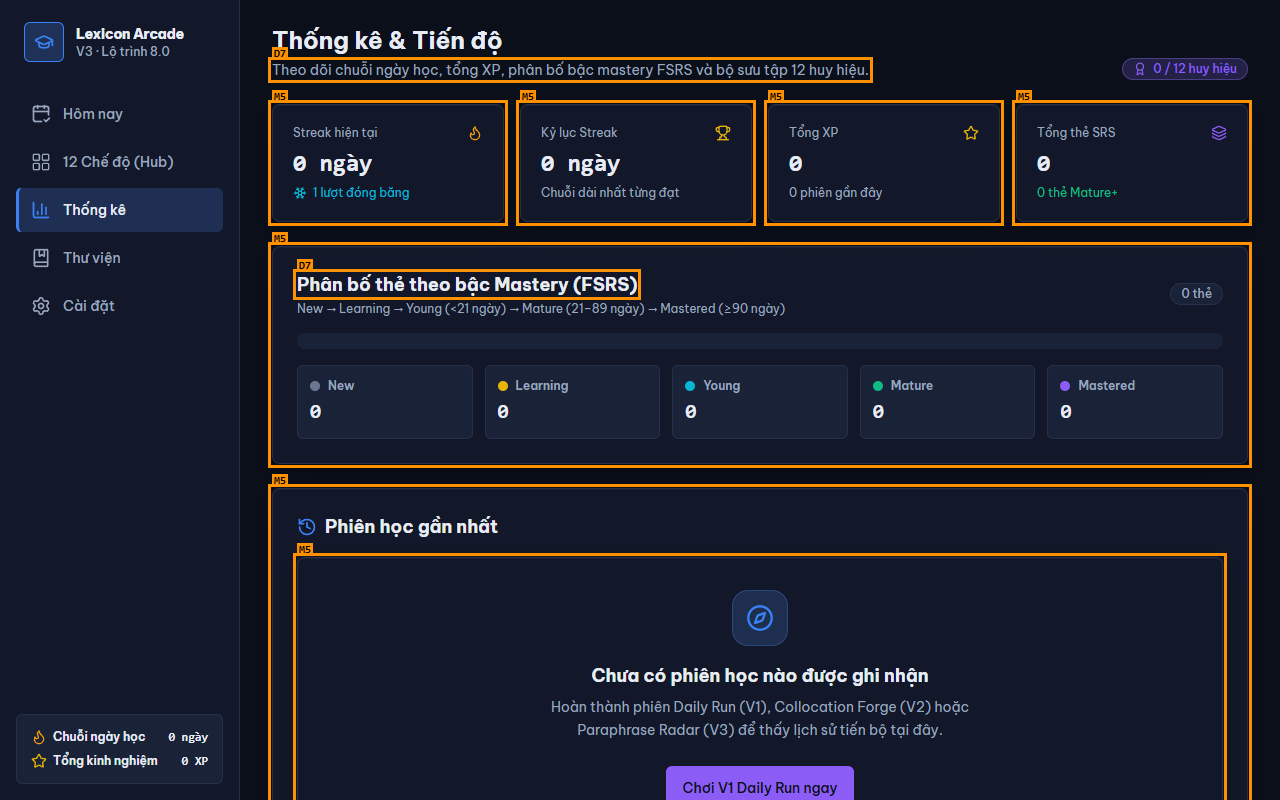 Lexicon Arcade
V3 · Lộ trình 8.0
Hôm nay
12 Chế độ (Hub)
Thống kê
Thư viện
Cài đặt
Chuỗi ngày học 0 ngày
Tổng kinh nghiệm 0 XP
Thống kê & Tiến độ
D7
Theo dõi chuỗi ngày học, tổng XP, phân bố bậc mastery FSRS và bộ sưu tập 12 huy hiệu.
0 / 12 huy hiệu
M5
Streak hiện tại
0 ngày
1 lượt đóng băng
M5
Kỷ lục Streak
0 ngày
Chuỗi dài nhất từng đạt
M5
Tổng XP
0
0 phiên gần đây
M5
Tổng thẻ SRS
0
0 thẻ Mature+
M5
D7
Phân bố thẻ theo bậc Mastery (FSRS)
New → Learning → Young (<21 ngày) → Mature (21–89 ngày) → Mastered (≥90 ngày)
0 thẻ
New
0
Learning
0
Young
0
Mature
0
Mastered
0
M5
Phiên học gần nhất
M5
Chưa có phiên học nào được ghi nhận
Hoàn thành phiên Daily Run (V1), Collocation Forge (V2) hoặc
Paraphrase Radar (V3) để thấy lịch sử tiến bộ tại đây.
Chơi V1 Daily Run ngay